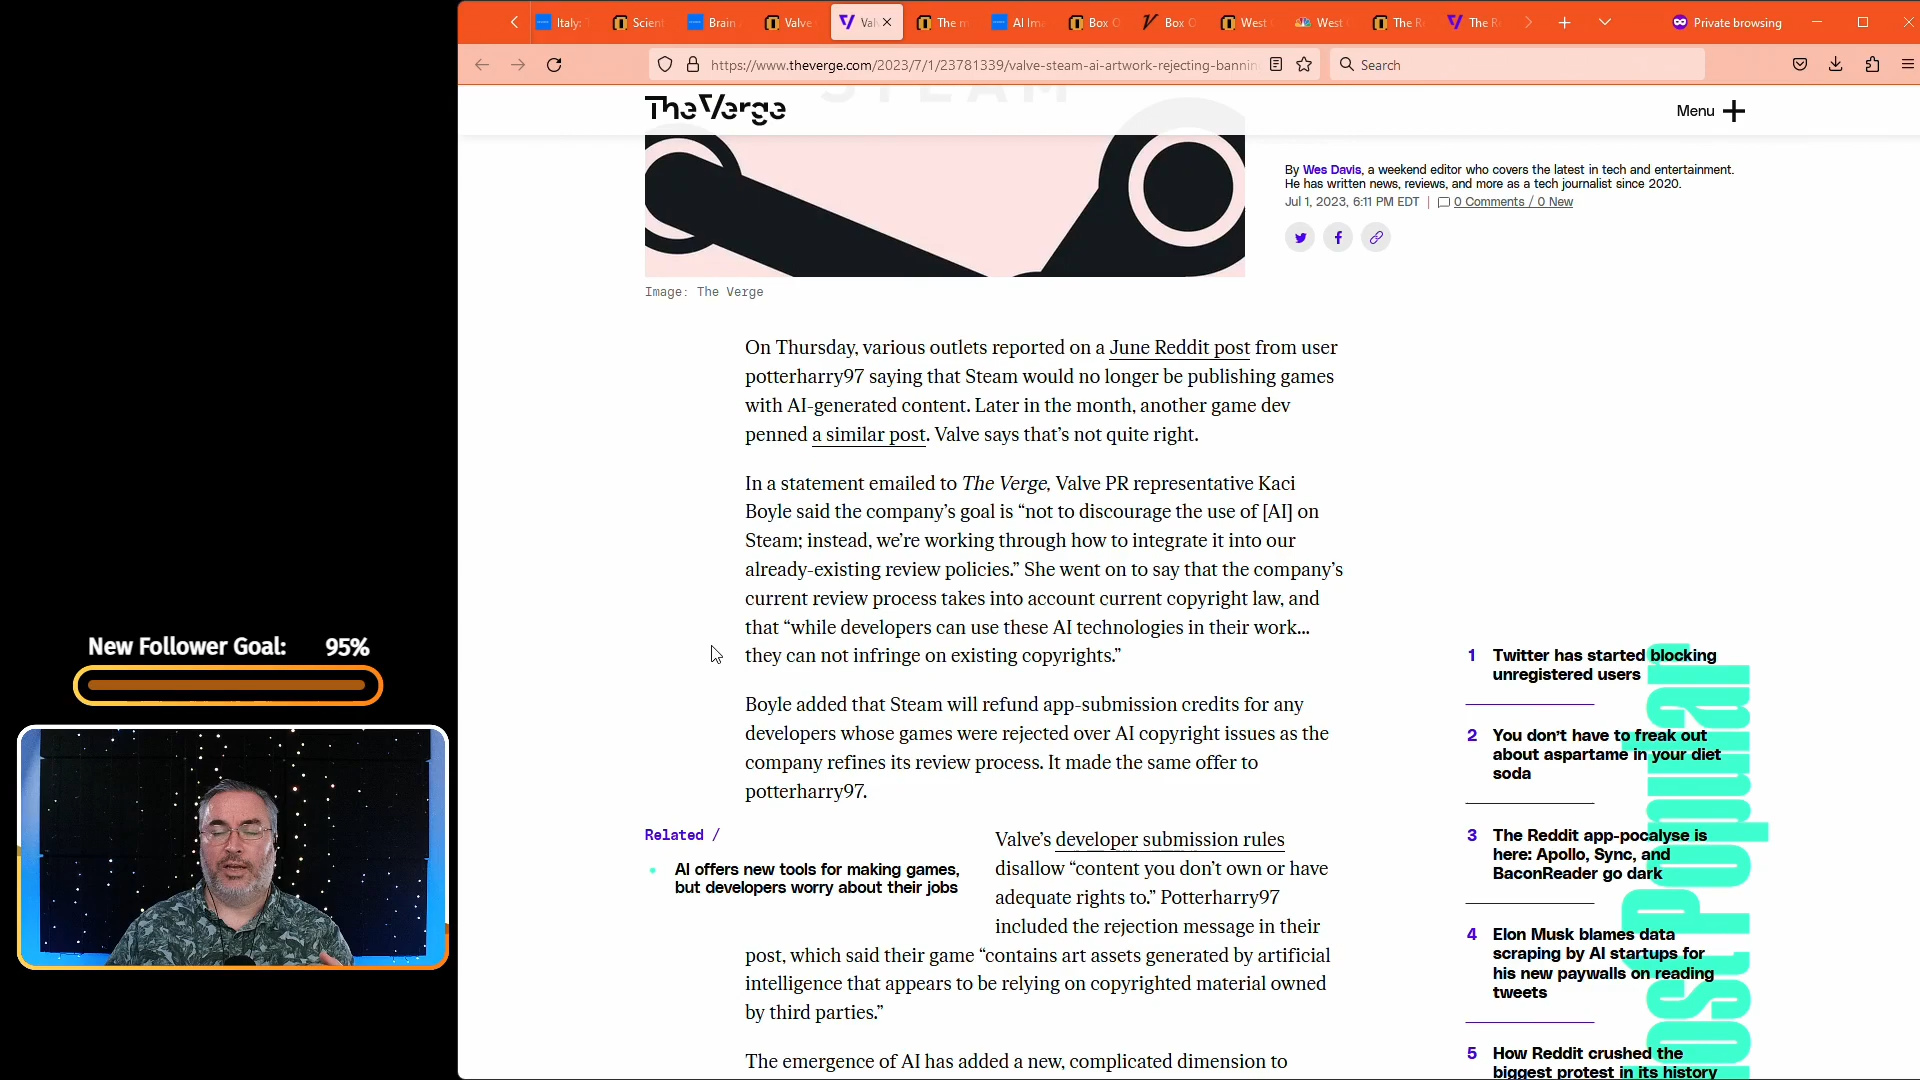 Italy:
Scien
Brain
Valve
Val
The m
AI Im
Box O
Box O
West
West
The R
The R
Private browsing
https://www.theverge.com/2023/7/1/23781339/valve-steam-ai-artwork-rejecting-bannin
Search
STEAM
The Verge
Menu
By Wes Davis, a weekend editor who covers the latest in tech and entertainment.
He has written news, reviews, and more as a tech journalist since 2020.
Jul 1, 2023, 6:11 PM EDT | 0 Comments / 0 New
Image: The Verge
On Thursday, various outlets reported on a June Reddit post from user
potterharry97 saying that Steam would no longer be publishing games
with AI-generated content. Later in the month, another game dev
penned a similar post. Valve says that’s not quite right.
In a statement emailed to The Verge, Valve PR representative Kaci
Boyle said the company’s goal is “not to discourage the use of [AI] on
Steam; instead, we’re working through how to integrate it into our
already-existing review policies.” She went on to say that the company’s
current review process takes into account current copyright law, and
that “while developers can use these AI technologies in their work...
they can not infringe on existing copyrights.”
Boyle added that Steam will refund app-submission credits for any
developers whose games were rejected over AI copyright issues as the
company refines its review process. It made the same offer to
potterharry97.
Related /
AI offers new tools for making games,
but developers worry about their jobs
Valve’s developer submission rules
disallow “content you don’t own or have
adequate rights to.” Potterharry97
included the rejection message in their
post, which said their game “contains art assets generated by artificial
intelligence that appears to be relying on copyrighted material owned
by third parties.”
The emergence of AI has added a new, complicated dimension to
1 Twitter has started blocking
unregistered users
2 You don’t have to freak out
about aspartame in your diet
soda
3 The Reddit app-pocalyse is
here: Apollo, Sync, and
BaconReader go dark
4 Elon Musk blames data
scraping by AI startups for
his new paywalls on reading
tweets
5 How Reddit crushed the
biggest protest in its history
ost Popular
New Follower Goal: 95%